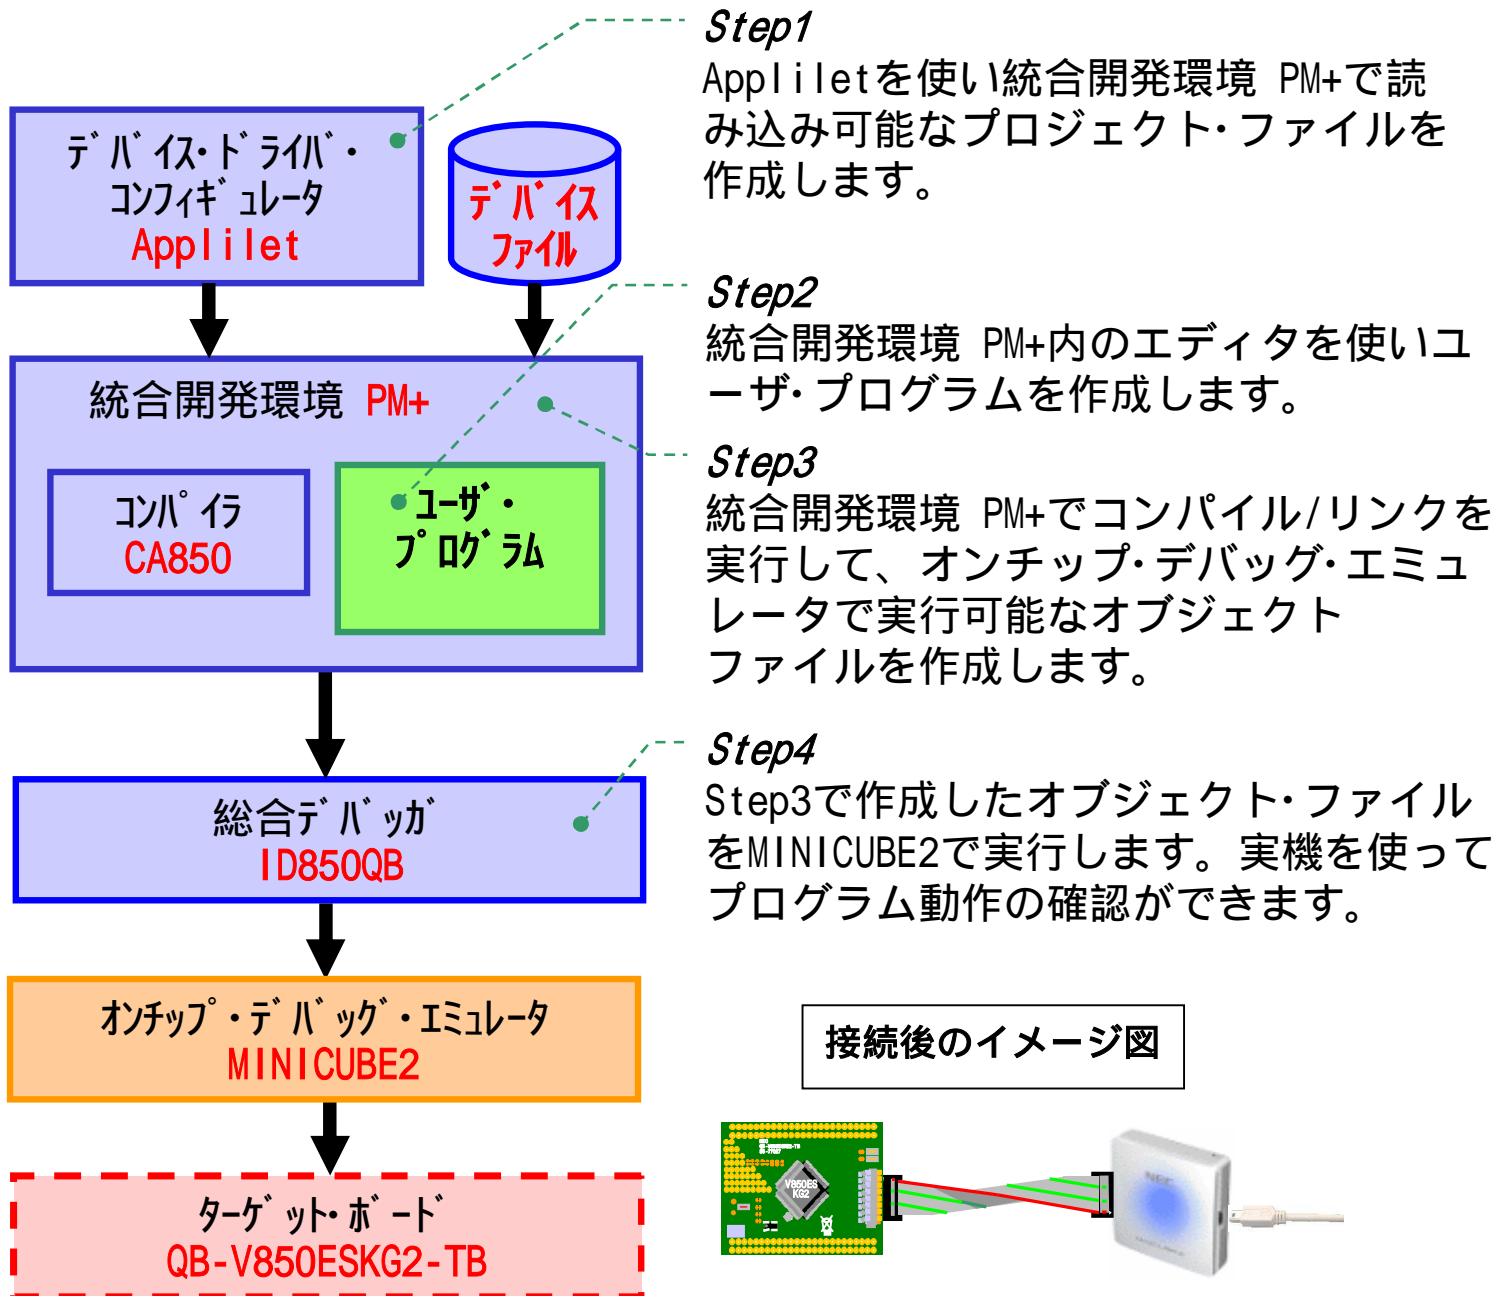 Step1
Appliletを使い統合開発環境 PM+で読
み込み可能なプロジェクト・ファイルを
作成します。
ﾃﾞﾊﾞｲｽ・ﾄﾞﾗｲﾊﾞ・
ｺﾝﾌｨｷﾞｭﾚｰﾀ
Applilet
ﾃﾞﾊﾞｲｽ
ﾌｧｲﾙ
Step2
統合開発環境 PM+内のエディタを使いユ
ーザ・プログラムを作成します。
統合開発環境 PM+
ｺﾝﾊﾟｲﾗ
CA850
ﾕｰｻﾞ・
ﾌﾟﾛｸﾞﾗﾑ
Step3
統合開発環境 PM+でコンパイル/リンクを
実行して、オンチップ・デバッグ・エミュ
レータで実行可能なオブジェクト
ファイルを作成します。
Step4
Step3で作成したオブジェクト・ファイル
をMINICUBE2で実行します。実機を使って
プログラム動作の確認ができます。
総合ﾃﾞﾊﾞｯｶﾞ
ID850QB
ｵﾝﾁｯﾌﾟ・ﾃﾞﾊﾞｯｸﾞ・ｴﾐｭﾚｰﾀ
MINICUBE2
ﾀｰｹﾞｯﾄ・ﾎﾞｰﾄﾞ
QB-V850ESKG2-TB
接続後のイメージ図
V850ES
KG2
NEC